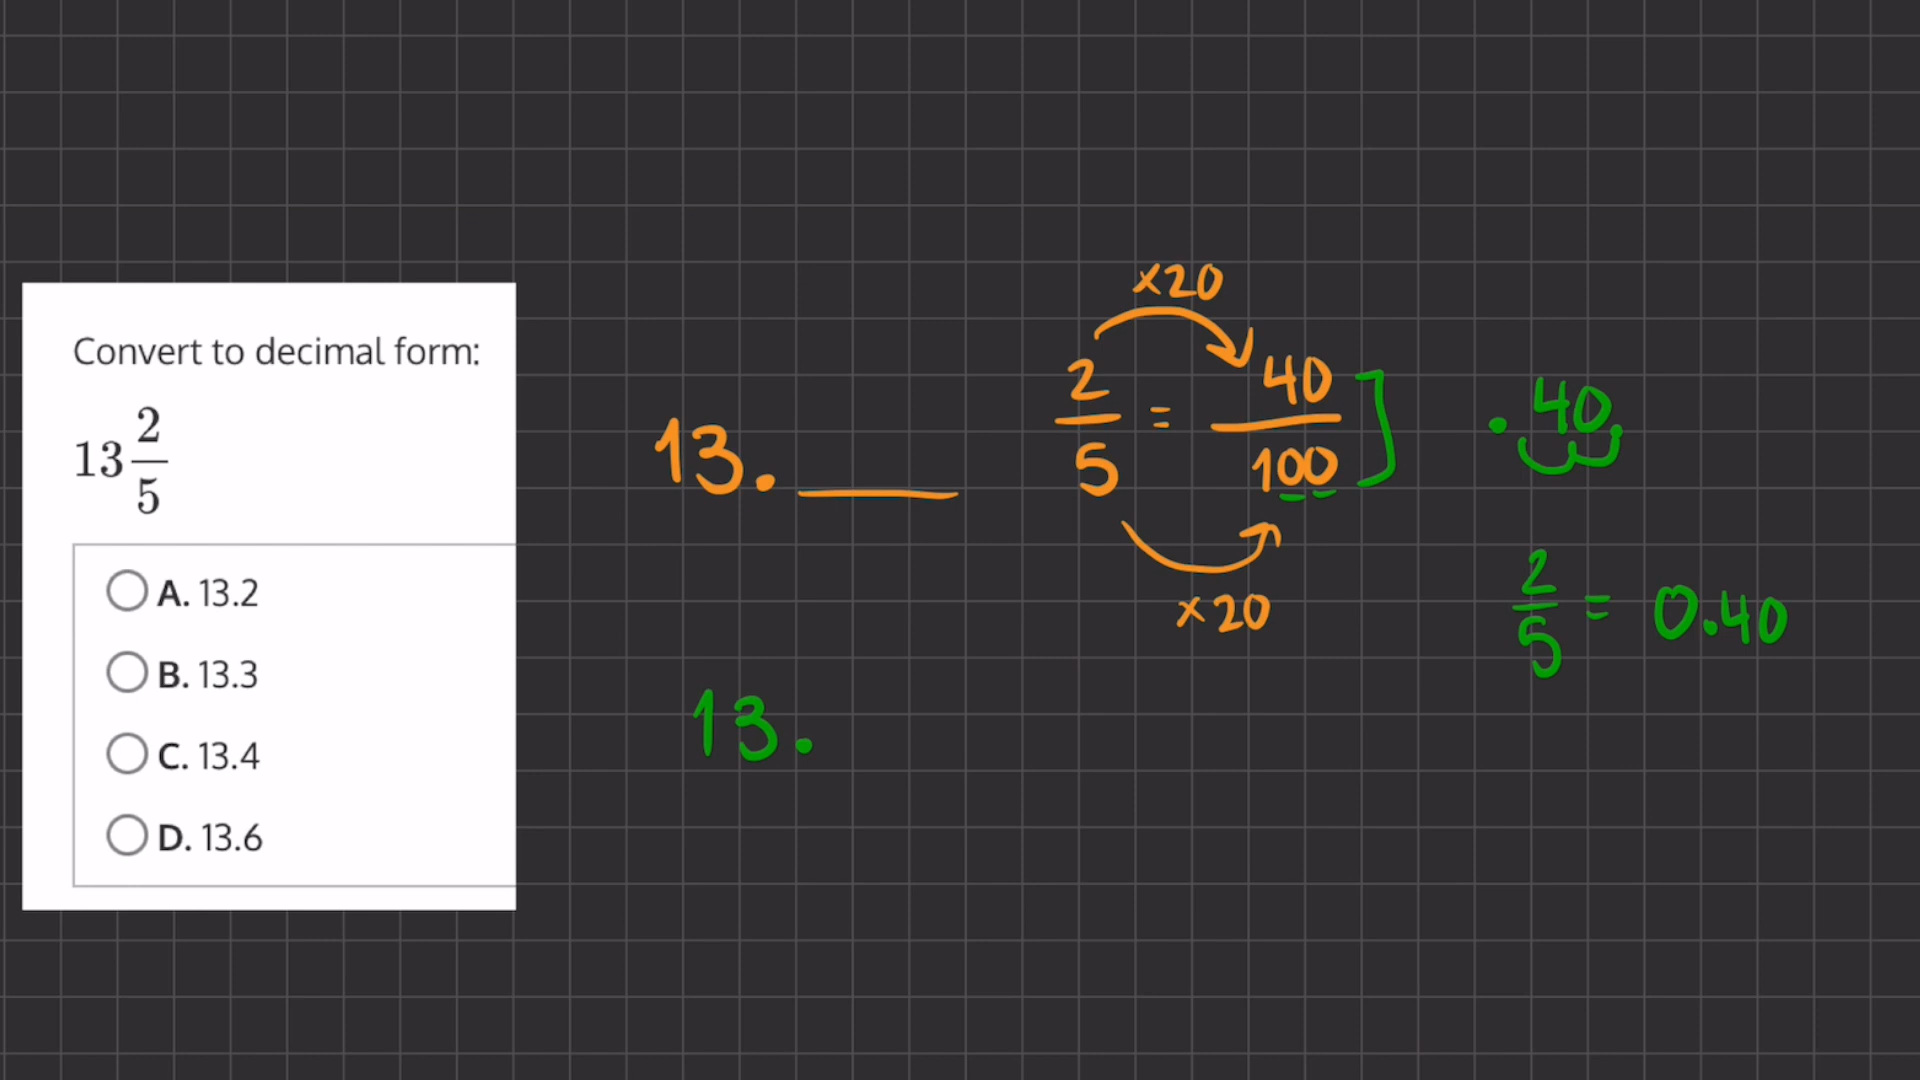 Convert to decimal form:
13 2/5
A. 13.2
B. 13.3
C. 13.4
D. 13.6
13. ____
×20
2/5 = 40/100
×20
.40.
2/5 = 0.40
13.